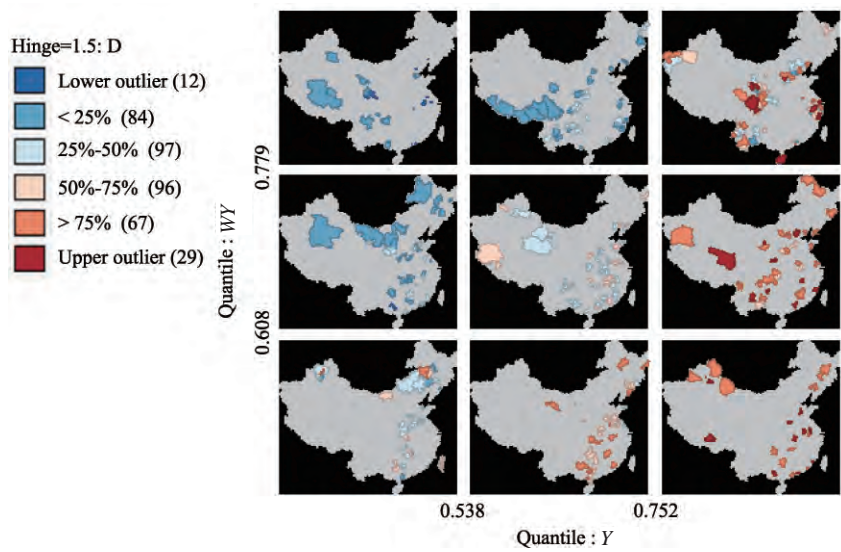 Hinge=1.5: D
Lower outlier (12)
< 25% (84)
25%-50% (97)
50%-75% (96)
> 75% (67)
Upper outlier (29)
0.779
Quantile : WY
0.608
0.538
0.752
Quantile : Y